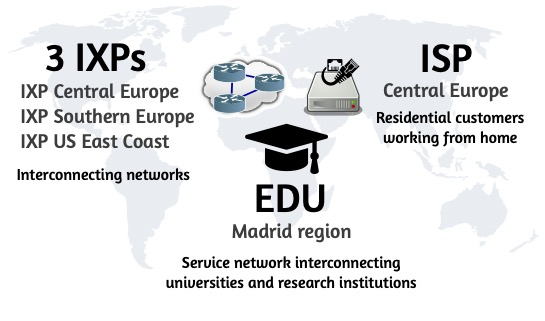 3 IXPs
IXP Central Europe
IXP Southern Europe
IXP US East Coast
Interconnecting networks
ISP
Central Europe
Residential customers
working from home
EDU
Madrid region
Service network interconnecting
universities and research institutions